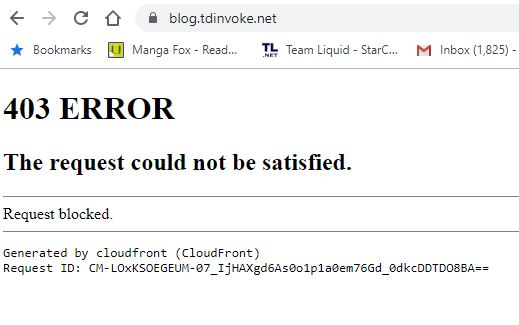 blog.tdinvoke.net
Bookmarks Manga Fox - Read... TL .NET Team Liquid - StarC... Inbox (1,825) -
403 ERROR
The request could not be satisfied.
Request blocked.
Generated by cloudfront (CloudFront)
Request ID: CM-LOxKSOEGEUM-07_IjHAXgd6As0o1p1a0em76Gd_0dkcDDTDO8BA==